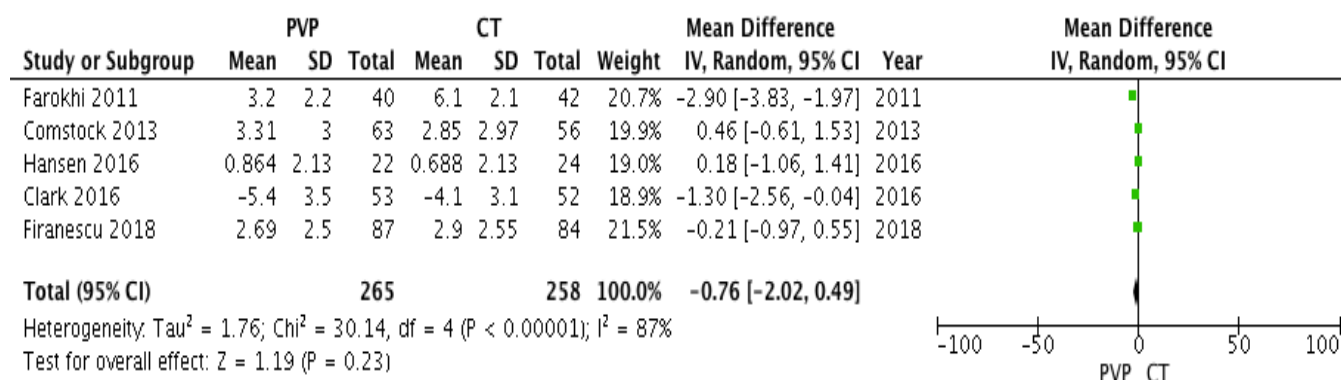 PVP CT Mean Difference Mean Difference
Study or Subgroup Mean SD Total Mean SD Total Weight IV, Random, 95% CI Year IV, Random, 95% CI
Farokhi 2011 3.2 2.2 40 6.1 2.1 42 20.7% -2.90 [-3.83, -1.97] 2011
Comstock 2013 3.31 3 63 2.85 2.97 56 19.9% 0.46 [-0.61, 1.53] 2013
Hansen 2016 0.864 2.13 22 0.688 2.13 24 19.0% 0.18 [-1.06, 1.41] 2016
Clark 2016 -5.4 3.5 53 -4.1 3.1 52 18.9% -1.30 [-2.56, -0.04] 2016
Firanescu 2018 2.69 2.5 87 2.9 2.55 84 21.5% -0.21 [-0.97, 0.55] 2018
Total (95% CI) 265 258 100.0% -0.76 [-2.02, 0.49]
Heterogeneity: Tau² = 1.76; Chi² = 30.14, df = 4 (P < 0.00001); I² = 87%
Test for overall effect: Z = 1.19 (P = 0.23)
-100 -50 0 50 100
PVP CT